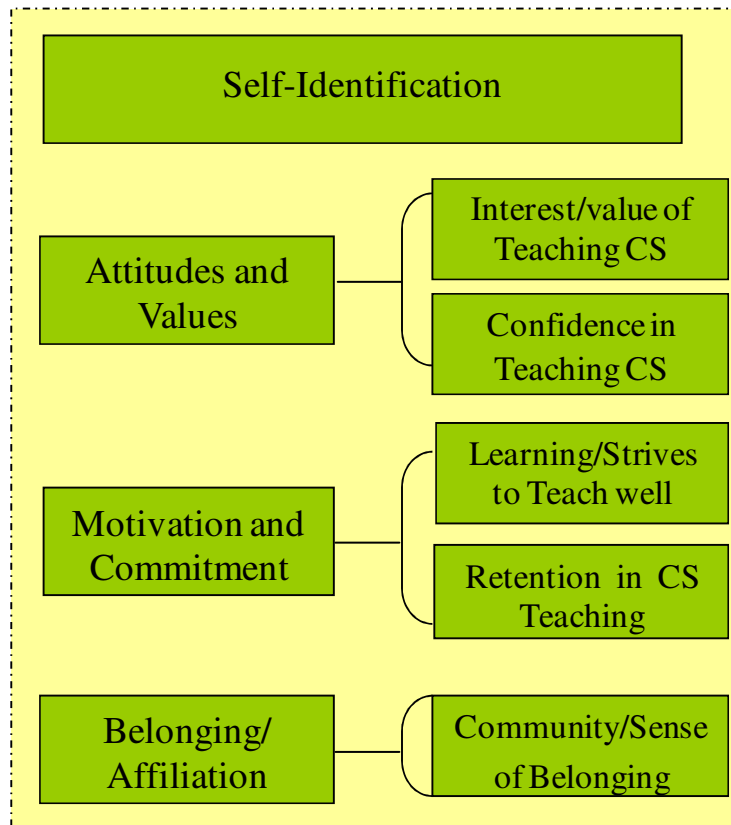 Self-Identification
Attitudes and
Values
Interest/value of
Teaching CS
Confidence in
Teaching CS
Motivation and
Commitment
Learning/Strives
to Teach well
Retention in CS
Teaching
Belonging/
Affiliation
Community/Sense
of Belonging